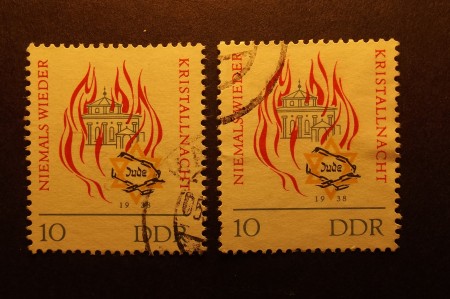 NIEMALS WIEDER
KRISTALLNACHT
Jude
1938
10 DDR
NIEMALS WIEDER
KRISTALLNACHT
Jude
1938
10 DDR